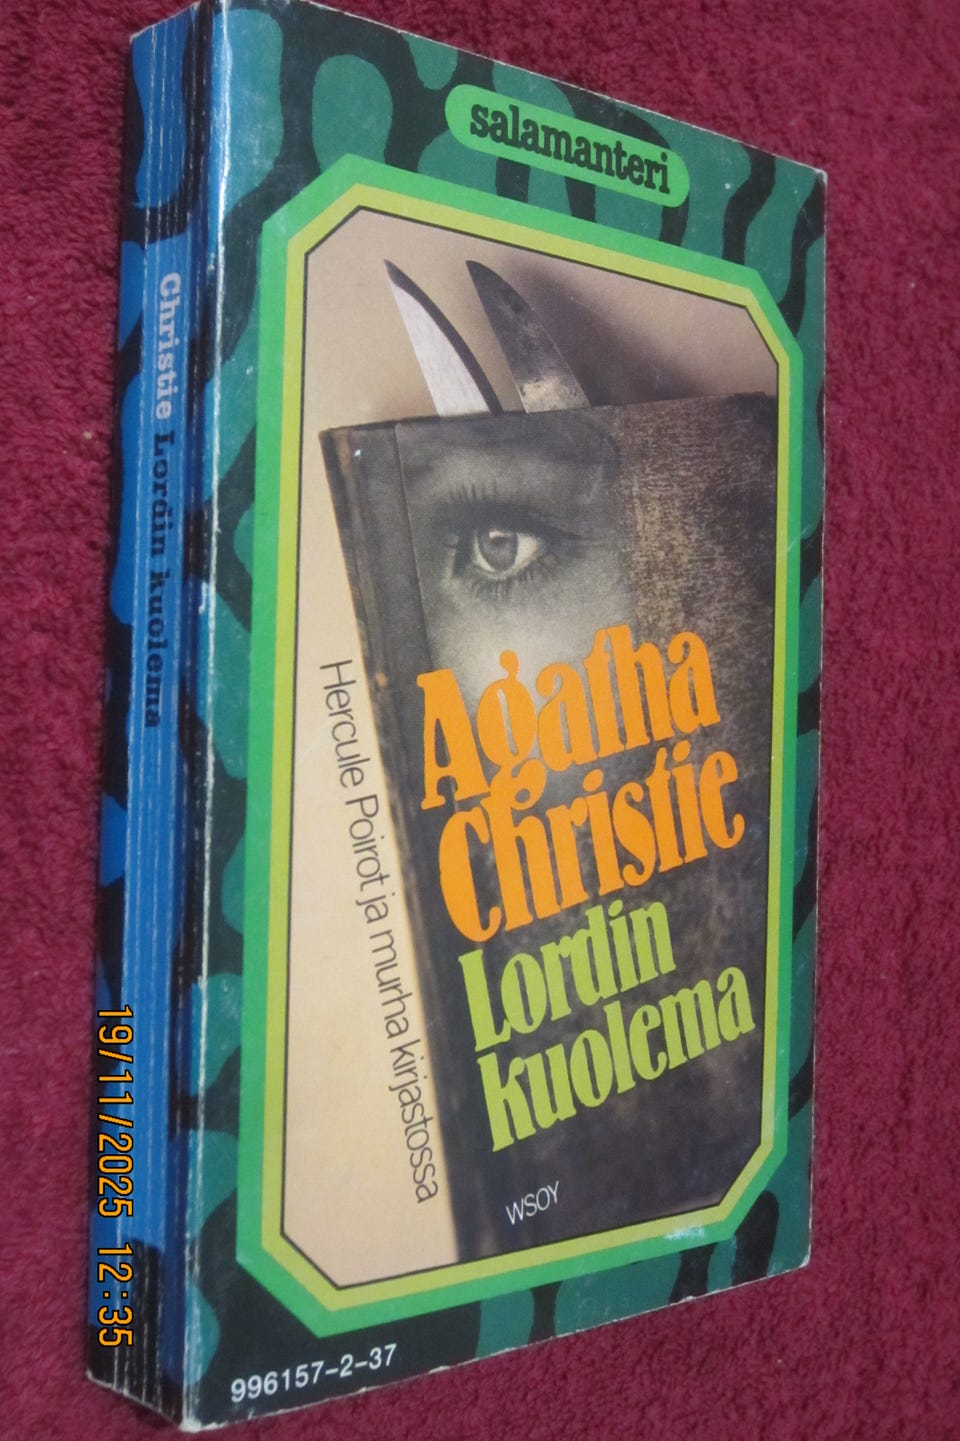 salamanteri
Christie Lordin kuolema
Agatha
Christie
Lordin
kuolema
Hercule Poirot ja murha kirjastossa
WSOY
996157-2-37
19/11/2025 12:35